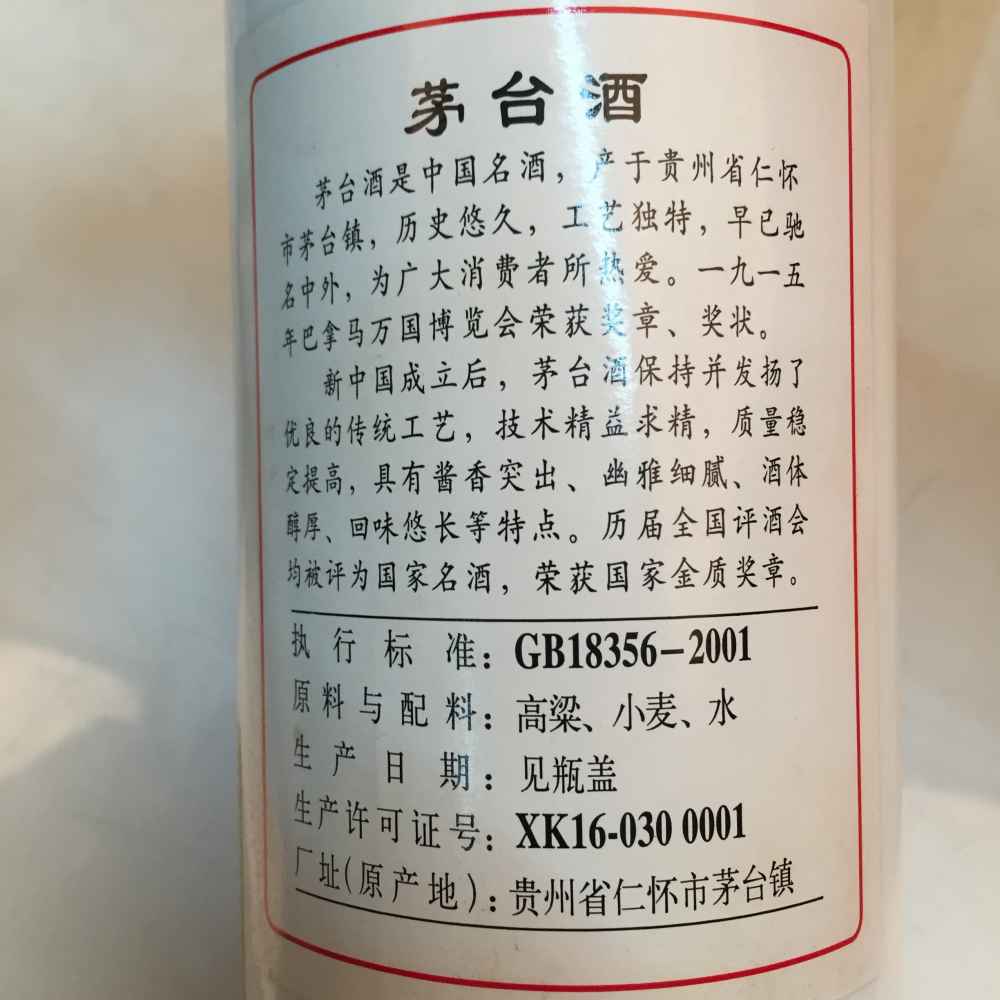 茅台酒
茅台酒是中国名酒，产于贵州省仁怀
市茅台镇，历史悠久，工艺独特，早已驰
名中外，为广大消费者所热爱。一九一五
年巴拿马万国博览会荣获奖章、奖状。
新中国成立后，茅台酒保持并发扬了
优良的传统工艺，技术精益求精，质量稳
定提高，具有酱香突出、幽雅细腻、酒体
醇厚、回味悠长等特点。历届全国评酒会
均被评为国家名酒，荣获国家金质奖章。
执行标准：GB18356-2001
原料与配料：高粱、小麦、水
生产日期：见瓶盖
生产许可证号：XK16-030 0001
厂址(原产地)：贵州省仁怀市茅台镇